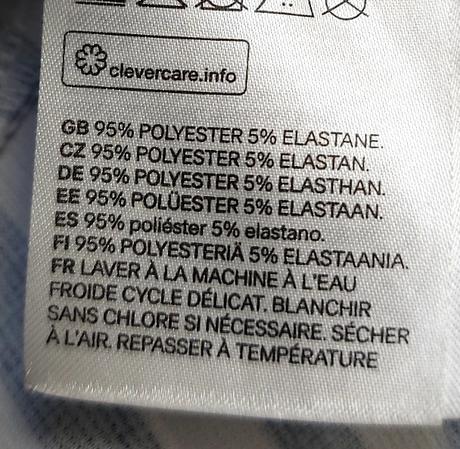 clevercare.info
GB 95% POLYESTER 5% ELASTANE.
CZ 95% POLYESTER 5% ELASTAN.
DE 95% POLYESTER 5% ELASTHAN.
EE 95% POLÜESTER 5% ELASTAAN.
ES 95% poliéster 5% elastano.
FI 95% POLYESTERIÄ 5% ELASTAANIA.
FR LAVER À LA MACHINE À L'EAU
FROIDE CYCLE DÉLICAT. BLANCHIR
SANS CHLORE SI NÉCESSAIRE. SÉCHER
À L'AIR. REPASSER À TEMPÉRATURE